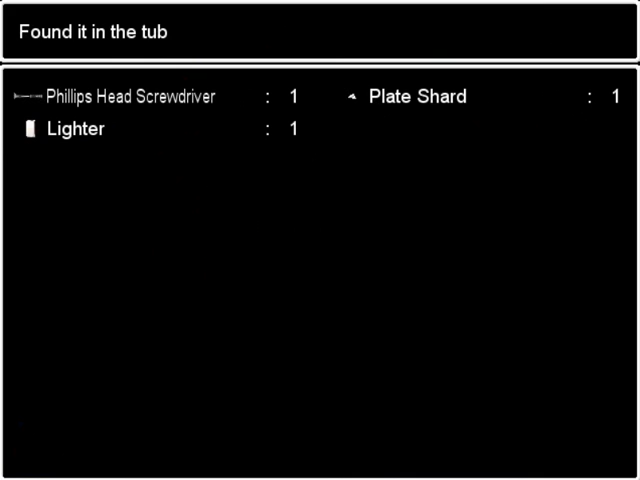 Found it in the tub
Phillips Head Screwdriver : 1 Plate Shard : 1
Lighter : 1